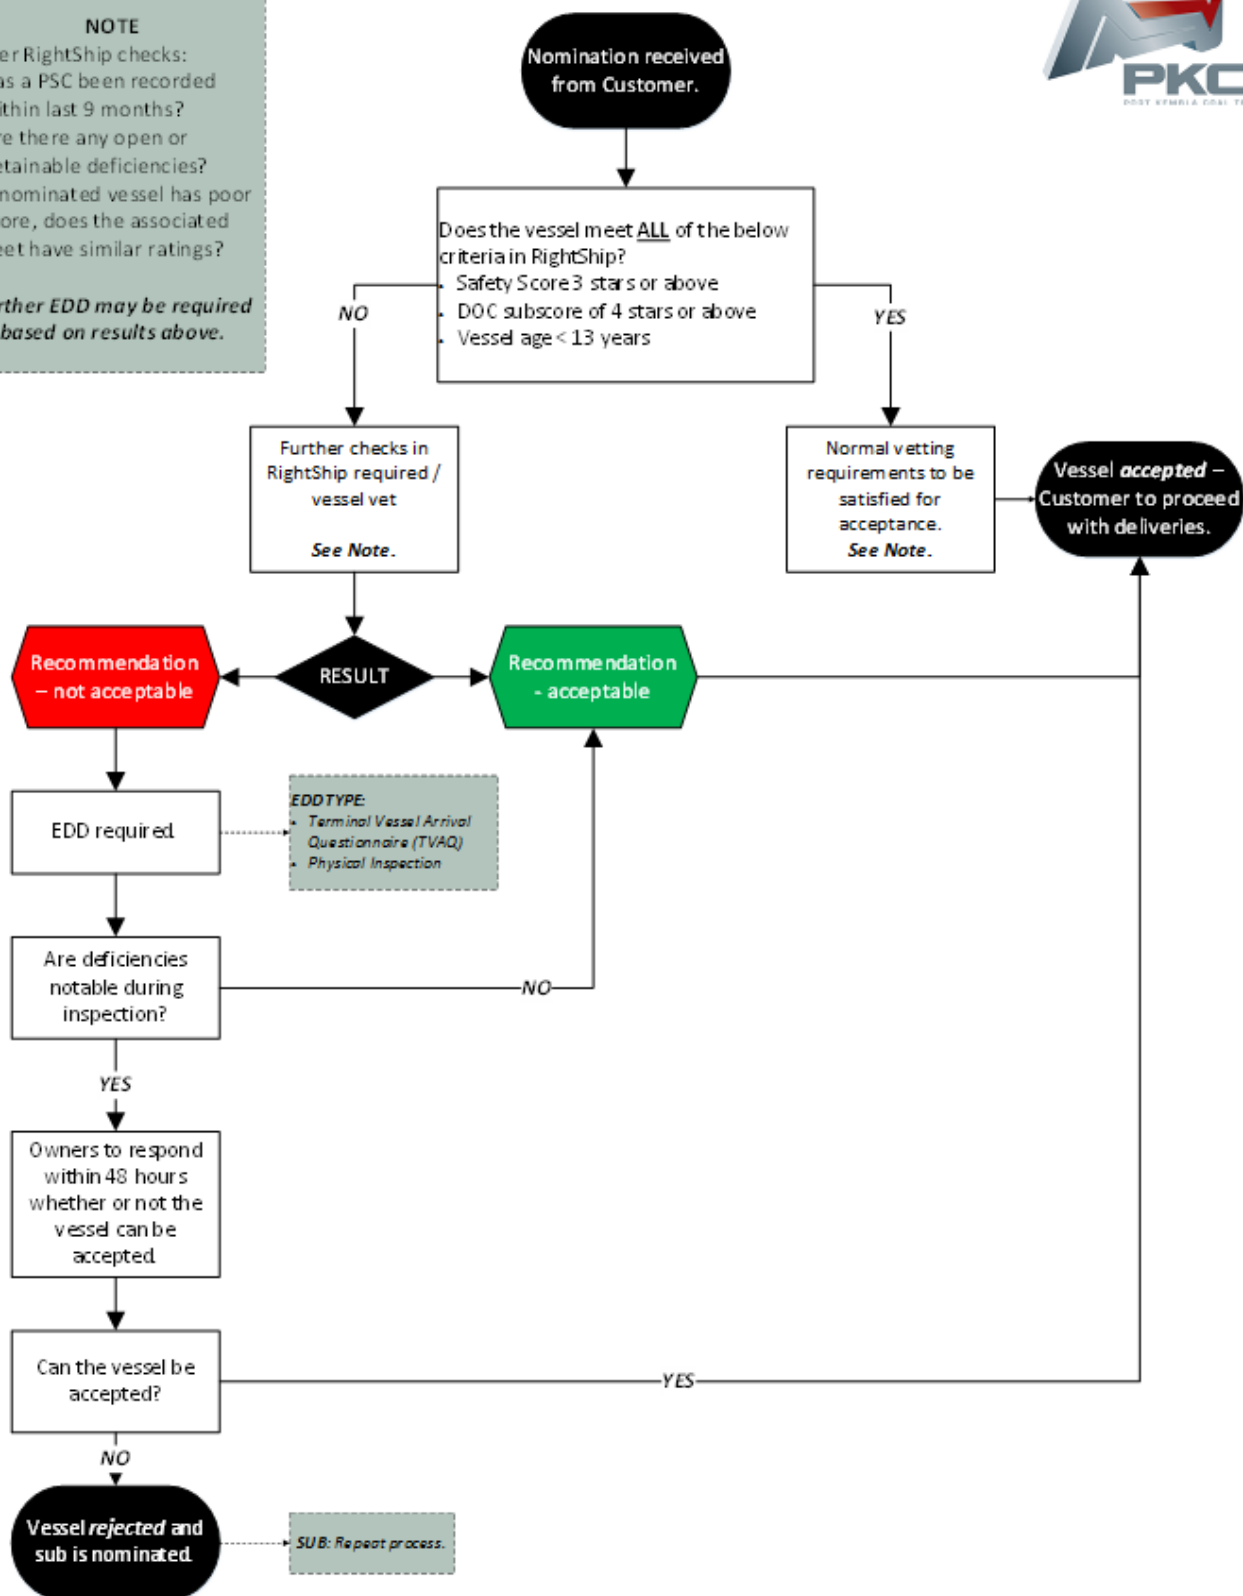 NOTE
er RightShip checks:
as a PSC been recorded
ithin last 9 months?
re there any open or
etainable deficiencies?
nominated vessel has poor
ore, does the associated
eet have similar ratings?
rther EDD may be required
based on results above.
Nomination received
from Customer.
PKC
Does the vessel meet ALL of the below
criteria in RightShip?
• Safety Score 3 stars or above
• DOC subscore of 4 stars or above
• Vessel age < 13 years
NO
YES
Further checks in
RightShip required /
vessel vet
See Note.
Normal vetting
requirements to be
satisfied for
acceptance.
See Note.
Vessel accepted –
Customer to proceed
with deliveries.
Recommendation
– not acceptable
RESULT
Recommendation
- acceptable
EDD required.
EDD TYPE:
• Terminal Vessel Arrival
Questionnaire (TVAQ)
• Physical Inspection
Are deficiencies
notable during
inspection?
NO
YES
Owners to respond
within 48 hours
whether or not the
vessel can be
accepted.
Can the vessel be
accepted?
YES
NO
Vessel rejected and
sub is nominated.
SUB: Repeat process.